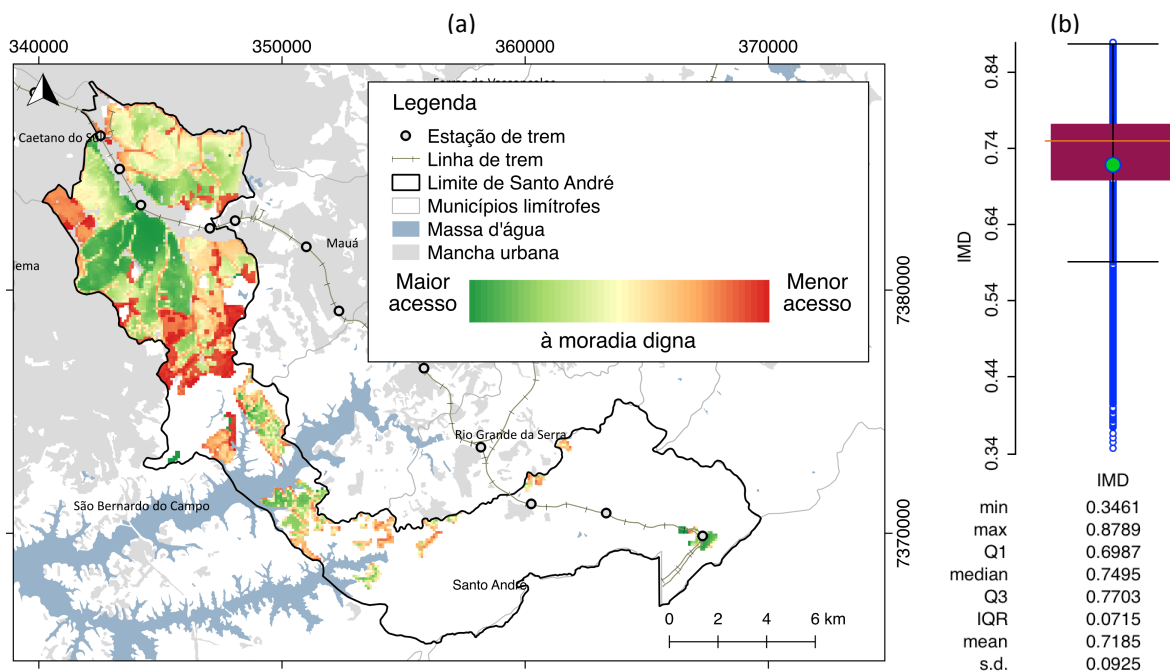 (a)
340000
350000
360000
370000
Caetano do Su
lema
Mauá
Rio Grande da Serra
São Bernardo do Campo
Santo André
7380000
7370000
Legenda
Estação de trem
Linha de trem
Limite de Santo André
Municípios limítrofes
Massa d'água
Mancha urbana
Maior acesso
Menor acesso
à moradia digna
0 2 4 6 km
(b)
IMD
0.84
0.74
0.64
0.54
0.44
0.34
IMD
min 0.3461
max 0.8789
Q1 0.6987
median 0.7495
Q3 0.7703
IQR 0.0715
mean 0.7185
s.d. 0.0925